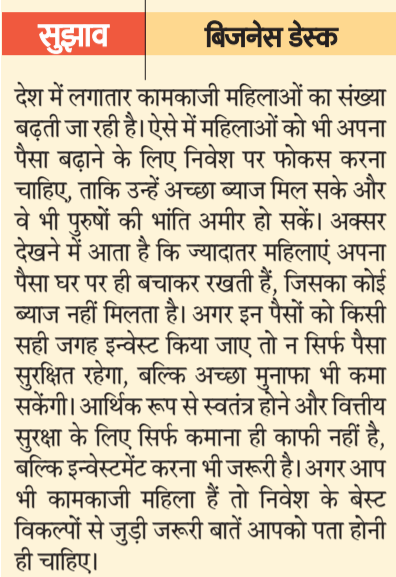 सुझाव
बिजनेस डेस्क
देश में लगातार कामकाजी महिलाओं का संख्या
बढ़ती जा रही है। ऐसे में महिलाओं को भी अपना
पैसा बढ़ाने के लिए निवेश पर फोकस करना
चाहिए, ताकि उन्हें अच्छा ब्याज मिल सके और
वे भी पुरुषों की भांति अमीर हो सकें। अक्सर
देखने में आता है कि ज्यादातर महिलाएं अपना
पैसा घर पर ही बचाकर रखती हैं, जिसका कोई
ब्याज नहीं मिलता है। अगर इन पैसों को किसी
सही जगह इन्वेस्ट किया जाए तो न सिर्फ पैसा
सुरक्षित रहेगा, बल्कि अच्छा मुनाफा भी कमा
सकेंगी। आर्थिक रूप से स्वतंत्र होने और वित्तीय
सुरक्षा के लिए सिर्फ कमाना ही काफी नहीं है,
बल्कि इन्वेस्टमेंट करना भी जरूरी है। अगर आप
भी कामकाजी महिला हैं तो निवेश के बेस्ट
विकल्पों से जुड़ी जरूरी बातें आपको पता होनी
ही चाहिए।